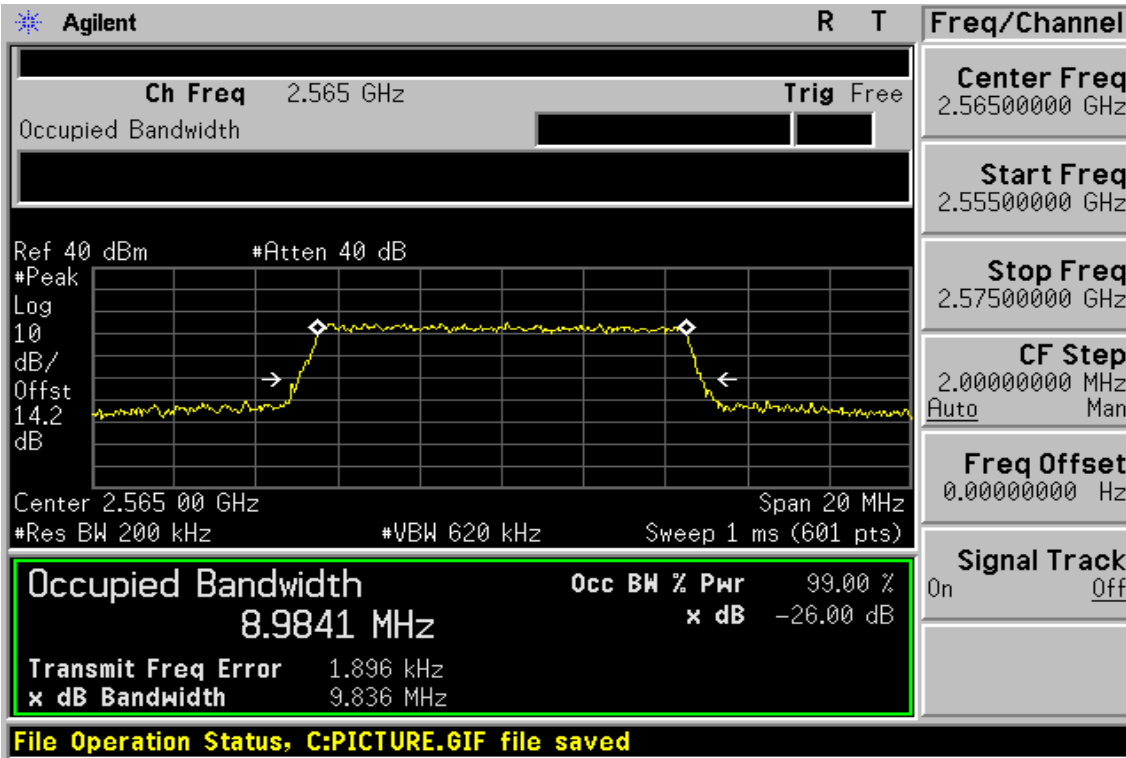 Agilent R T
Ch Freq 2.565 GHz Trig Free
Occupied Bandwidth
Ref 40 dBm #Atten 40 dB
#Peak
Log
10
dB/
Offst
14.2
dB
Center 2.565 00 GHz Span 20 MHz
#Res BW 200 kHz #VBW 620 kHz Sweep 1 ms (601 pts)
Occupied Bandwidth
8.9841 MHz
Occ BW % Pwr 99.00 %
x dB -26.00 dB
Transmit Freq Error 1.896 kHz
x dB Bandwidth 9.836 MHz
File Operation Status, C:PICTURE.GIF file saved
Freq/Channel
Center Freq
2.56500000 GHz
Start Freq
2.55500000 GHz
Stop Freq
2.57500000 GHz
CF Step
2.00000000 MHz
Auto Man
Freq Offset
0.00000000 Hz
Signal Track
On Off